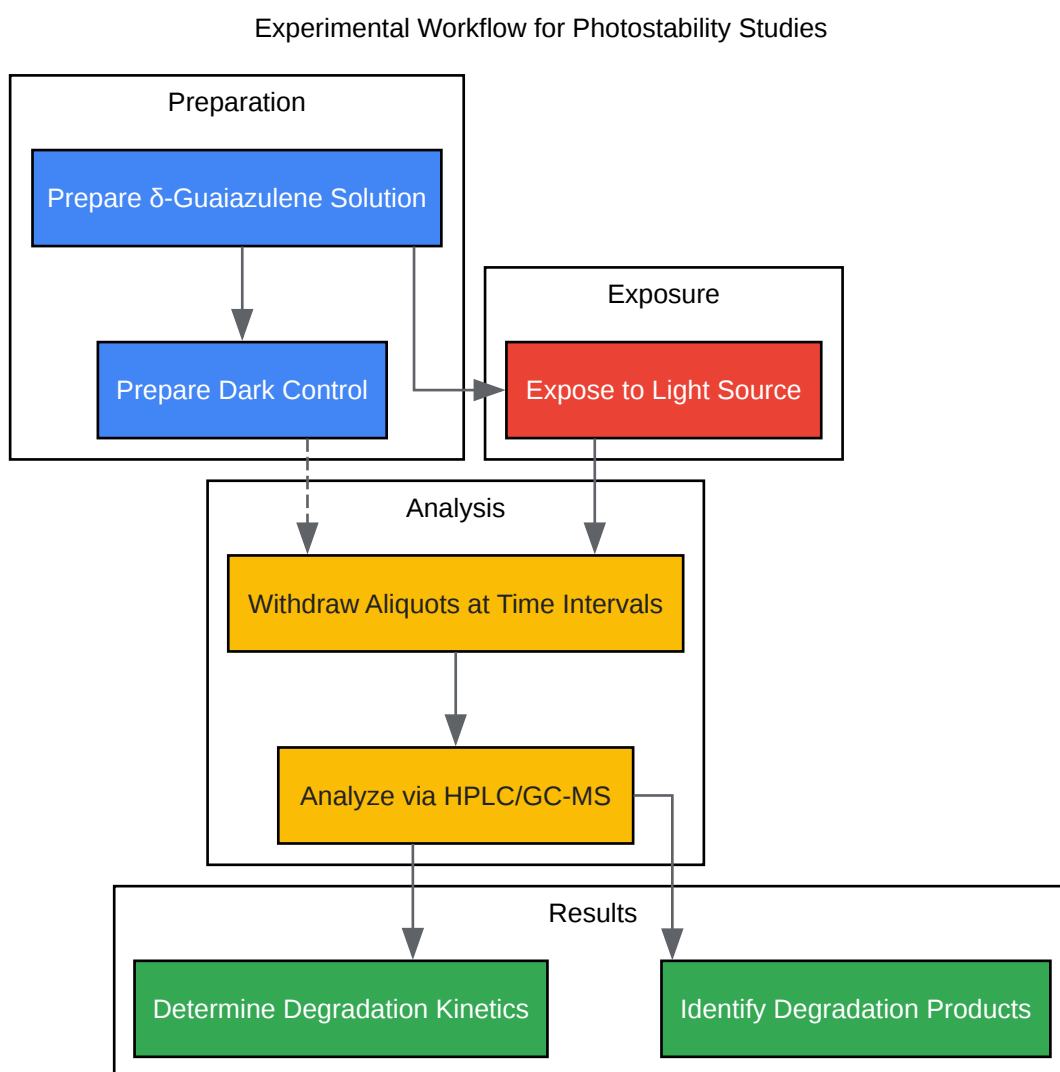 Experimental Workflow for Photostability Studies
Preparation
Prepare δ-Guaiazulene Solution
Exposure
Prepare Dark Control
Expose to Light Source
Analysis
Withdraw Aliquots at Time Intervals
Analyze via HPLC/GC-MS
Results
Determine Degradation Kinetics
Identify Degradation Products